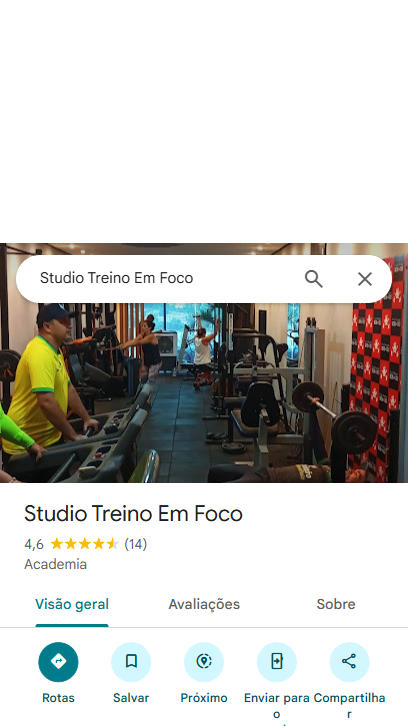 Studio Treino Em Foco
Studio Treino Em Foco
4,6 (14)
Academia
Visão geral Avaliações Sobre
Rotas Salvar Próximo Enviar para o Compartilhar